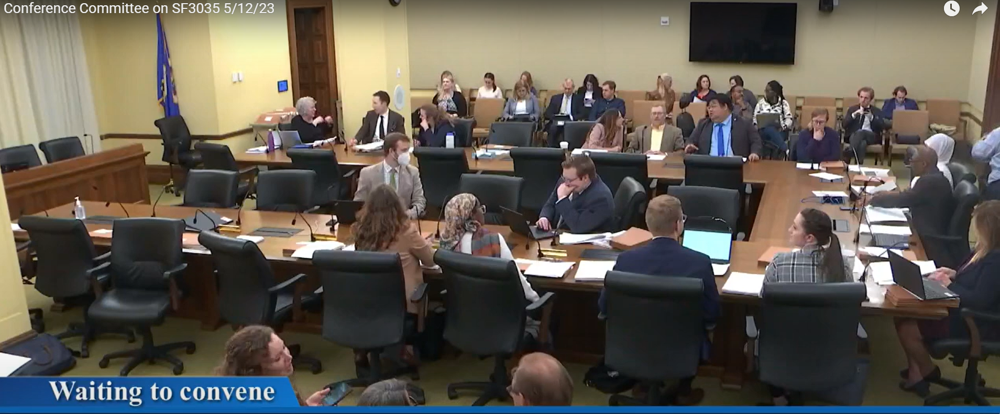 Conference Committee on SF3035 5/12/23
Waiting to convene